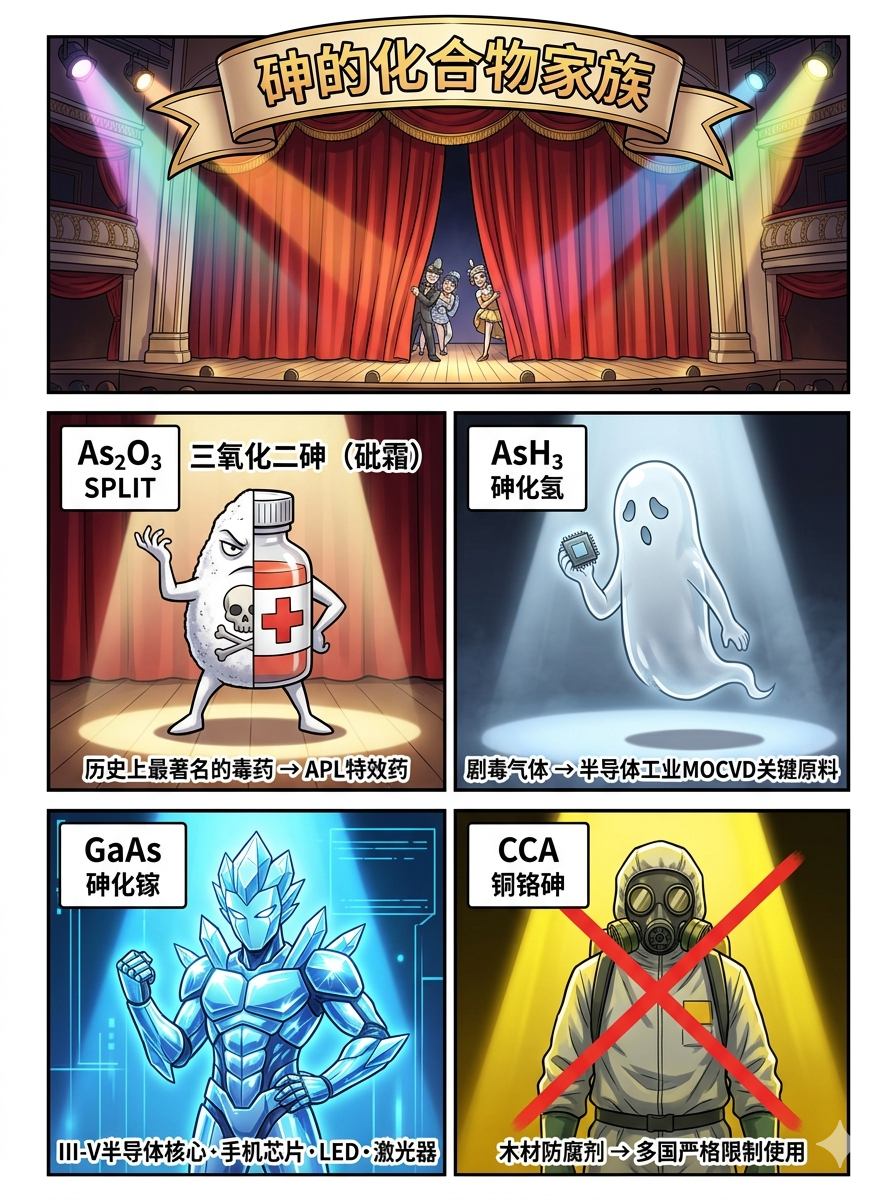 砷的化合物家族
As₂O₃
SPLIT
三氧化二砷（砒霜）
历史上最著名的毒药→APL特效药
AsH₃
砷化氢
剧毒气体→半导体工业MOCVD关键原料
GaAs
砷化镓
III-V半导体核心·手机芯片·LED·激光器
CCA
铜铬砷
木材防腐剂→多国严格限制使用